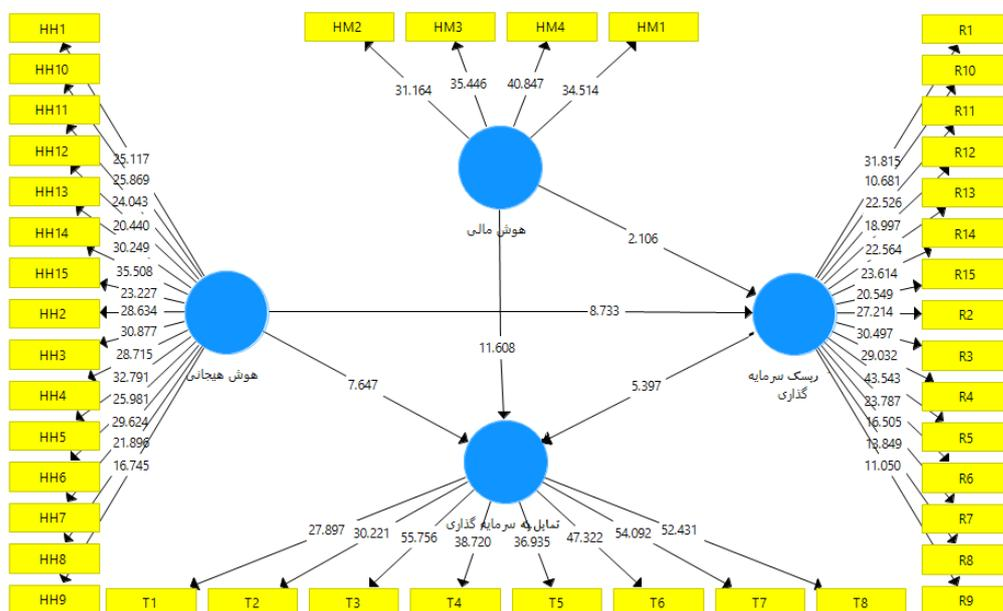 HM2
HM3
HM4
HM1
31.164
35.446
40.847
34.514
هوش مالی
HH1
HH10
HH11
HH12
HH13
HH14
HH15
HH2
HH3
HH4
HH5
HH6
HH7
HH8
HH9
25.117
25.869
24.043
20.440
30.249
35.508
23.227
28.634
30.877
28.715
32.791
25.981
29.624
21.896
16.745
هوش هیجانی
2.106
8.733
11.608
7.647
5.397
R1
R10
R11
R12
R13
R14
R15
R2
R3
R4
R5
R6
R7
R8
R9
31.815
10.681
22.526
18.997
22.564
23.614
20.549
27.214
30.497
29.032
43.543
23.787
16.505
13.849
11.050
ریسک سرمایه
گذاری
تمایل به سرمایه گذاری
27.897
30.221
55.756
38.720
36.935
47.322
54.092
52.431
T1
T2
T3
T4
T5
T6
T7
T8